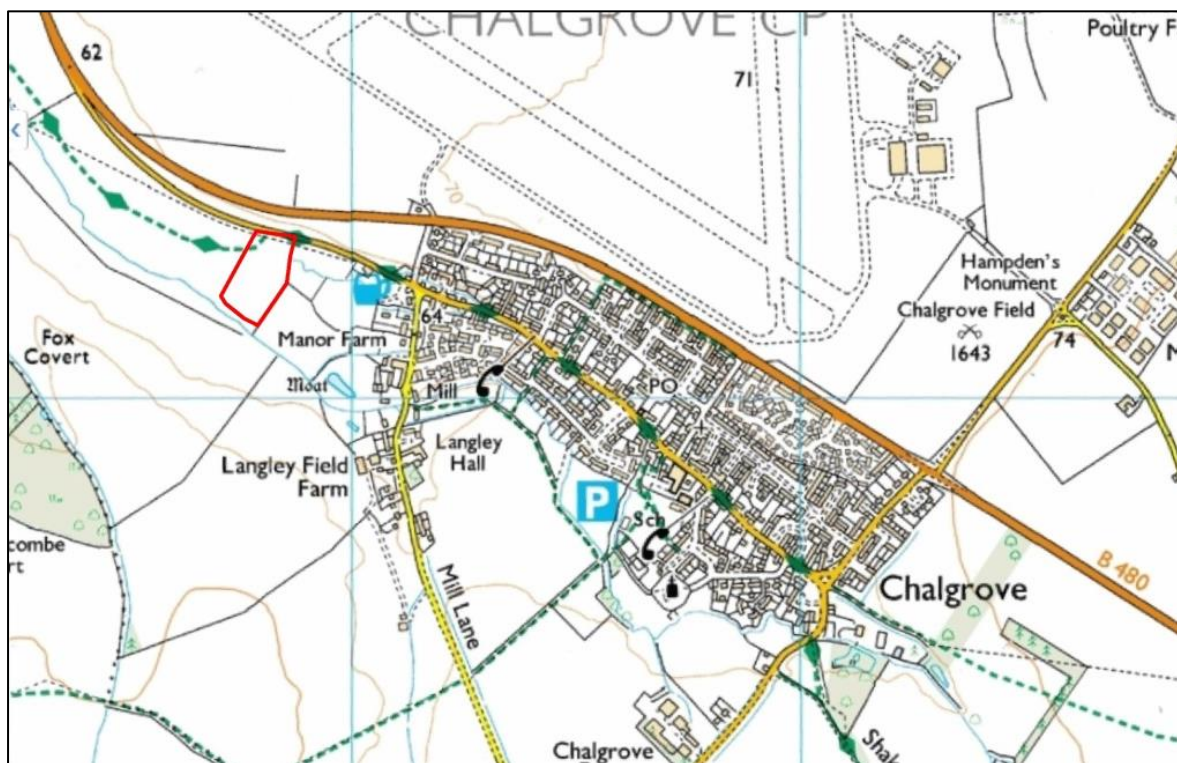 CHALGROVE CP
62
71
Poultry F
70
Hampden's
Monument
Chalgrove Field
1643
74
M
64
Manor Farm
Fox
Covert
Moat
Mill
PO
Langley
Hall
Langley Field
Farm
P
Sch
combe
rt
Mill Lane
B 480
Chalgrove
Chalgrove
Shak